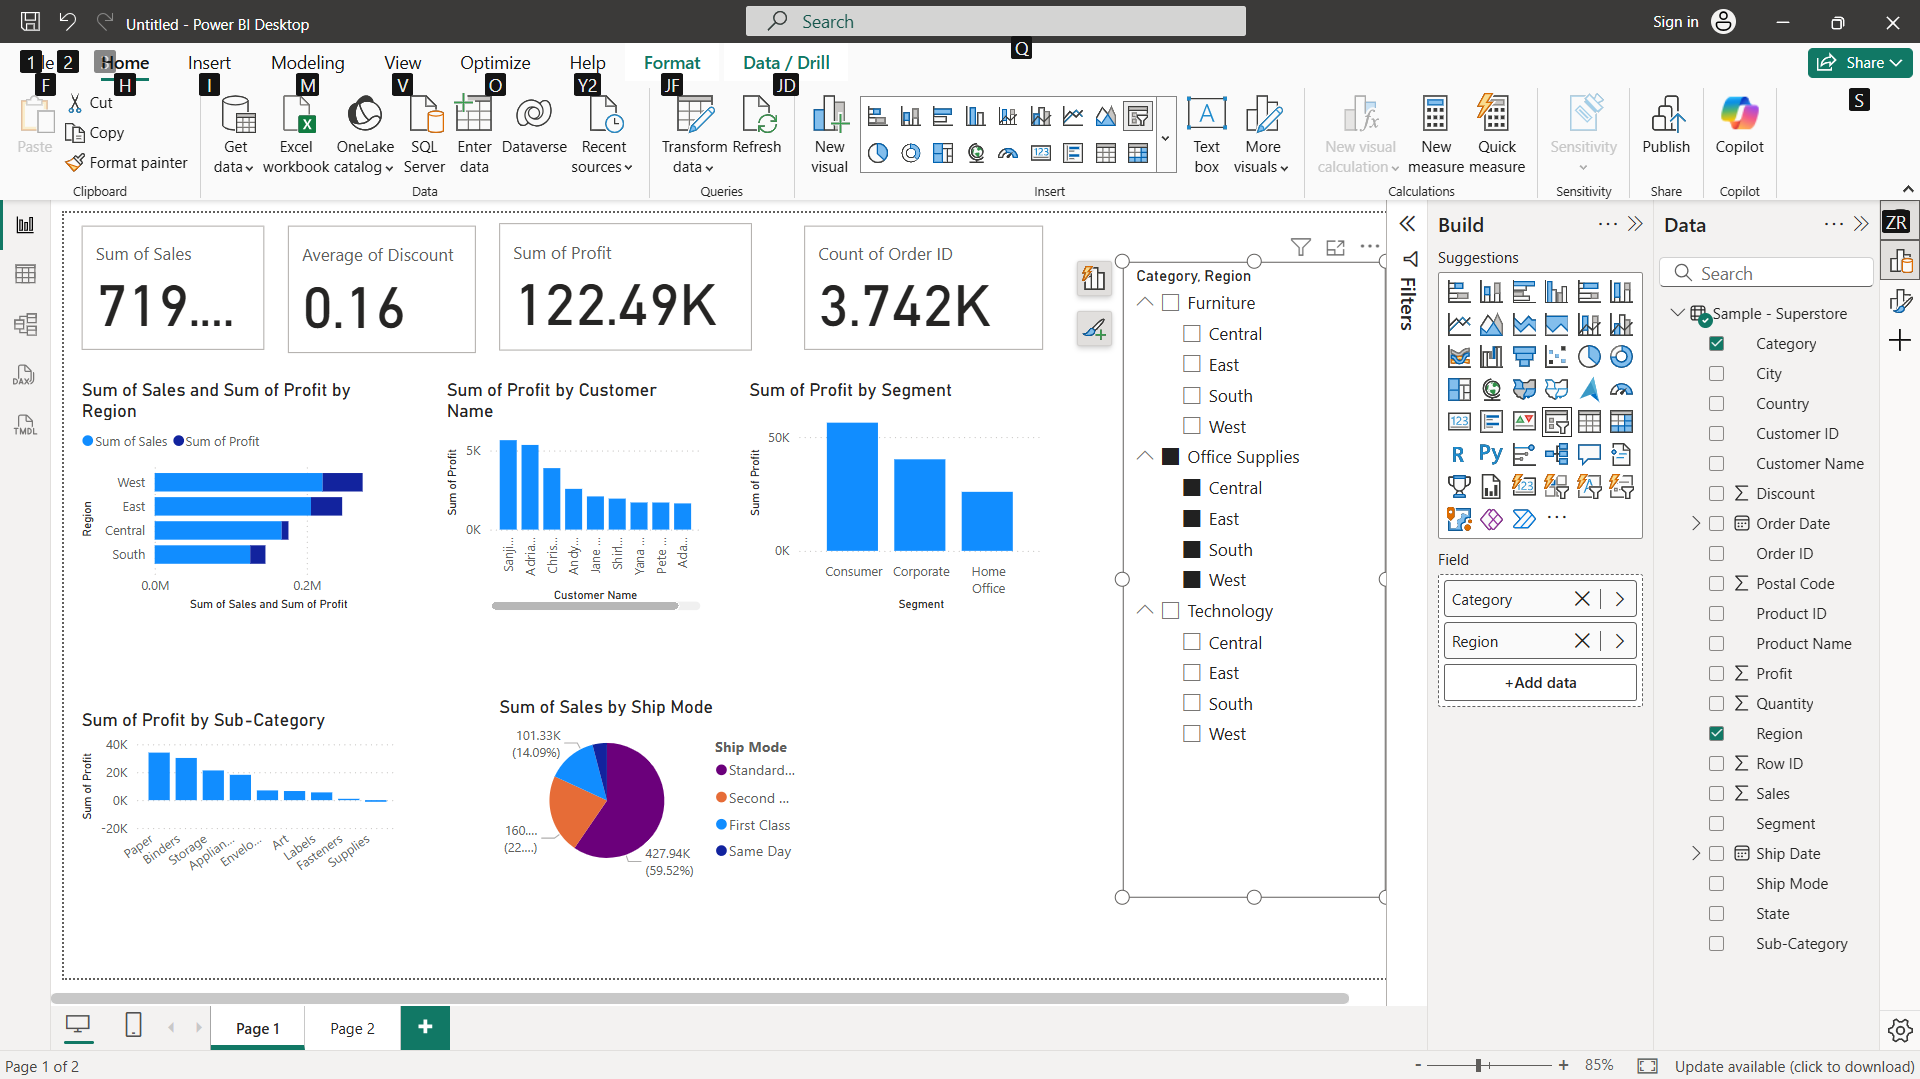 Untitled - Power BI Desktop
Search
Sign in
1 2 Home Insert Modeling View Optimize Help Format Data / Drill
Share
F H I M V O Y2 JF JD Q S
Paste
Cut
Copy
Format painter
Clipboard
Get data
Excel workbook
OneLake catalog
SQL Server
Enter data
Dataverse
Recent sources
Data
Transform data
Refresh
Queries
New visual
Text box
More visuals
Insert
New visual calculation
New measure
Quick measure
Calculations
Sensitivity
Sensitivity
Publish
Share
Copilot
Copilot
DAX
TMDL
Sum of Sales
719....
Average of Discount
0.16
Sum of Profit
122.49K
Count of Order ID
3.742K
Sum of Sales and Sum of Profit by
Region
Sum of Sales Sum of Profit
Region
West
East
Central
South
0.0M 0.2M
Sum of Sales and Sum of Profit
Sum of Profit by Customer
Name
Sum of Profit
5K
0K
Sanji... Adria... Chris... Andy... Jane ... Shirl... Yana ... Pete ... Ada...
Customer Name
Sum of Profit by Segment
Sum of Profit
50K
0K
Consumer Corporate Home Office
Segment
Sum of Profit by Sub-Category
Sum of Profit
40K
20K
0K
-20K
Paper Binders Storage Applian... Envelo... Art Labels Fasteners Supplies
Sum of Sales by Ship Mode
101.33K
(14.09%)
160....
(22....)
427.94K
(59.52%)
Ship Mode
Standard...
Second ...
First Class
Same Day
Category, Region
Furniture
Central
East
South
West
Office Supplies
Central
East
South
West
Technology
Central
East
South
West
Filters
Build
Suggestions
123
R Py
123
Field
Category
Region
+Add data
Data
ZR
Search
Sample - Superstore
Category
City
Country
Customer ID
Customer Name
Discount
Order Date
Order ID
Postal Code
Product ID
Product Name
Profit
Quantity
Region
Row ID
Sales
Segment
Ship Date
Ship Mode
State
Sub-Category
Page 1 Page 2 +
Page 1 of 2
- + 85%
Update available (click to download)